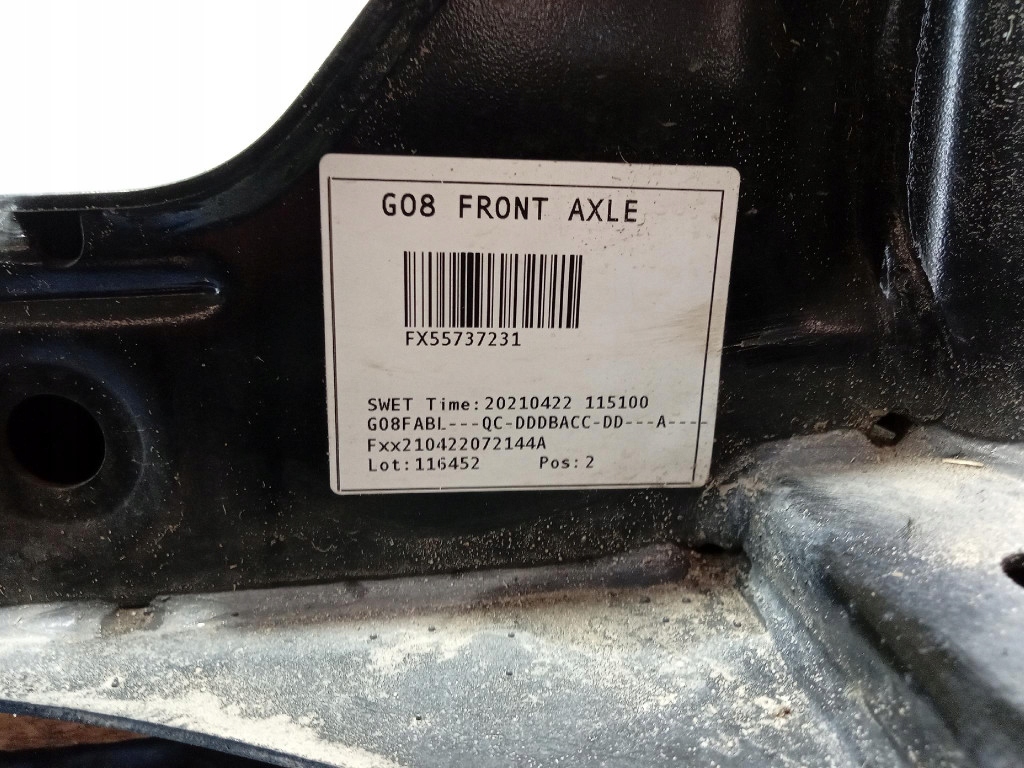 G08 FRONT AXLE
FX55737231
SWET Time:20210422 115100
G08FABL---QC-DDDBACC-DD---A----
Fxx210422072144A
Lot:116452 Pos:2